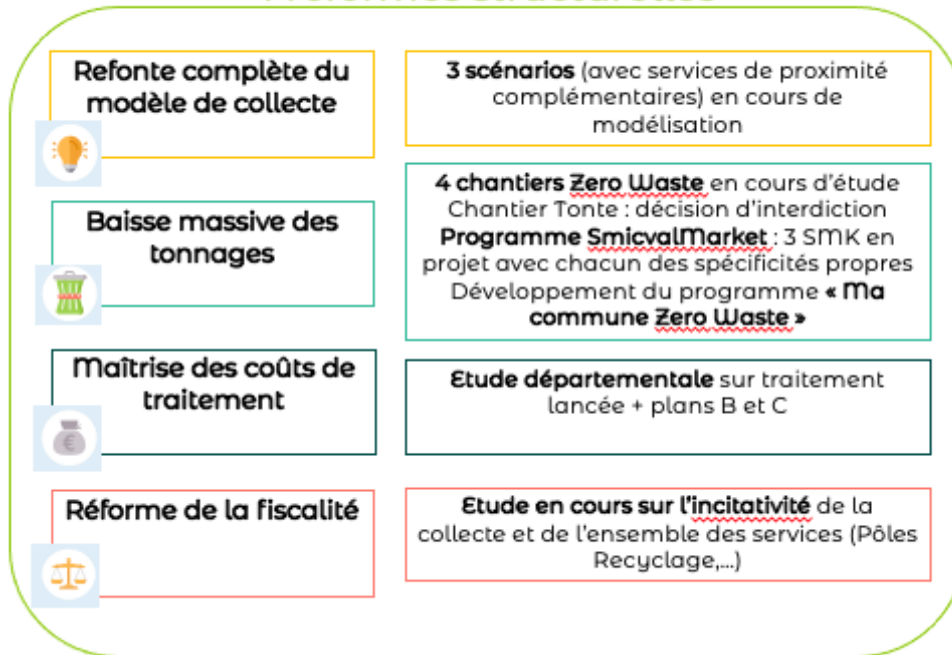 Refonte complète du
modèle de collecte
3 scénarios (avec services de proximité
complémentaires) en cours de
modélisation
Baisse massive des
tonnages
4 chantiers Zero Waste en cours d'étude
Chantier Tonte : décision d'interdiction
Programme SmicvalMarket : 3 SMK en
projet avec chacun des spécificités propres
Développement du programme « Ma
commune Zero Waste »
Maîtrise des coûts de
traitement
Etude départementale sur traitement
lancée + plans B et C
Réforme de la fiscalité
Etude en cours sur l'incitativité de la
collecte et de l'ensemble des services (Pôles
Recyclage,...)